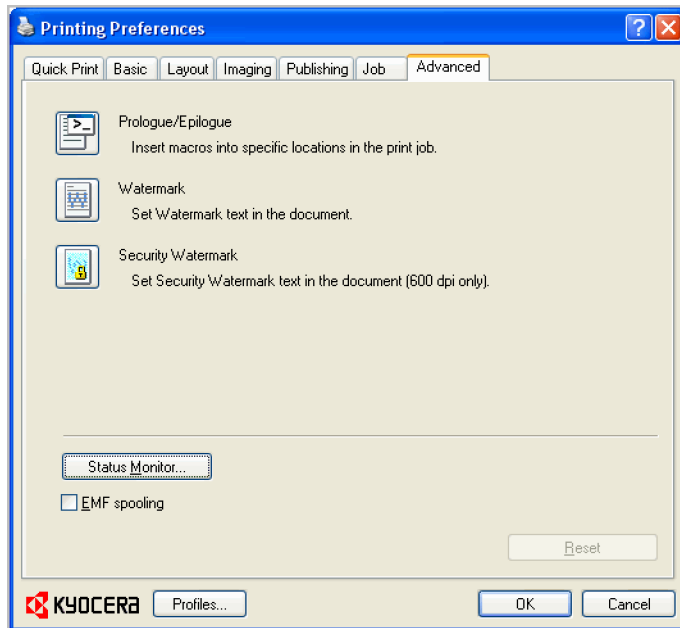 Printing Preferences
Quick Print Basic Layout Imaging Publishing Job Advanced
Prologue/Epilogue
Insert macros into specific locations in the print job.
Watermark
Set Watermark text in the document.
Security Watermark
Set Security Watermark text in the document (600 dpi only).
Status Monitor...
EMF spooling
Reset
KYOCERA Profiles... OK Cancel